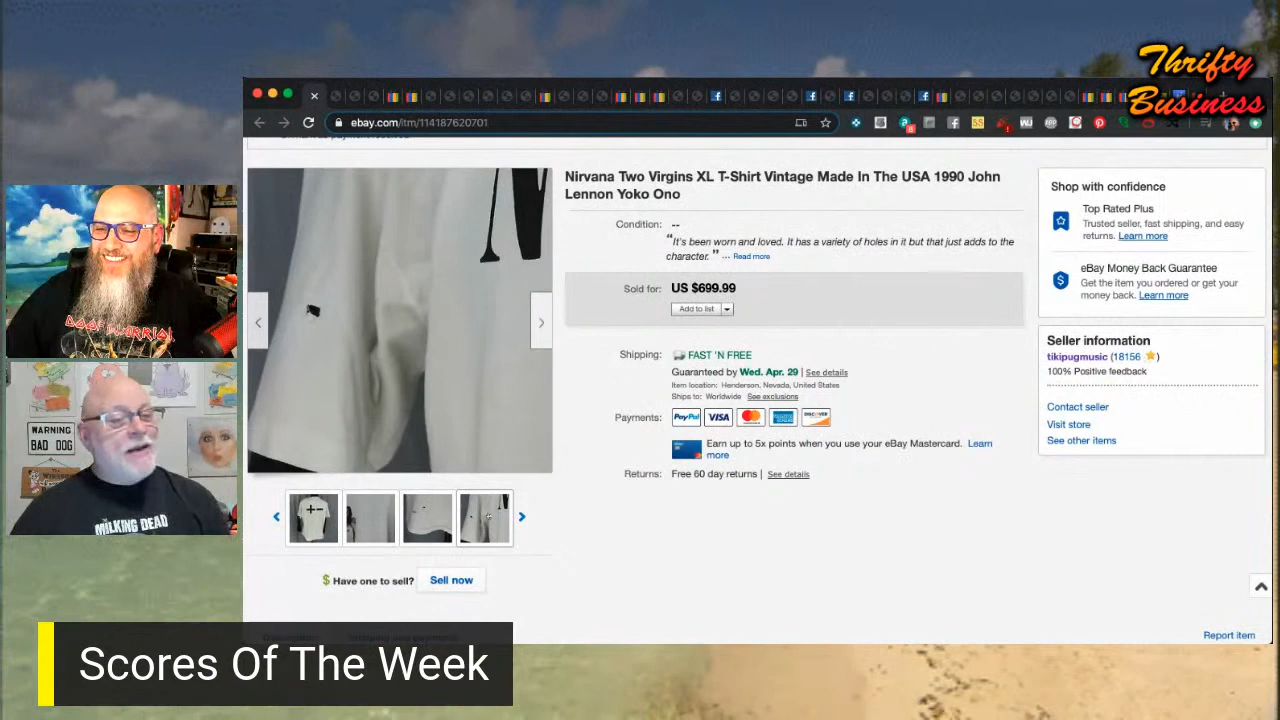 Thrifty
Business
ebay.com/itm/114187620701
Nirvana Two Virgins XL T-Shirt Vintage Made In The USA 1990 John
Lennon Yoko Ono
Condition: --
"It's been worn and loved. It has a variety of holes in it but that just adds to the
character. " ... Read more
Sold for: US $699.99
Add to list
Shipping: FAST 'N FREE
Guaranteed by Wed. Apr. 29 | See details
Item location: Henderson, Nevada, United States
Ships to: Worldwide See exclusions
Payments: PayPal VISA MasterCard DISCOVER
Earn up to 5x points when you use your eBay Mastercard. Learn
more
Returns: Free 60 day returns | See details
Shop with confidence
Top Rated Plus
Trusted seller, fast shipping, and easy
returns. Learn more
eBay Money Back Guarantee
Get the item you ordered or get your
money back. Learn more
Seller information
tikipugmusic (18156)
100% Positive feedback
Contact seller
Visit store
See other items
$ Have one to sell? Sell now
Report item
WARNING
BAD DOG
THE MILKING DEAD
Scores Of The Week